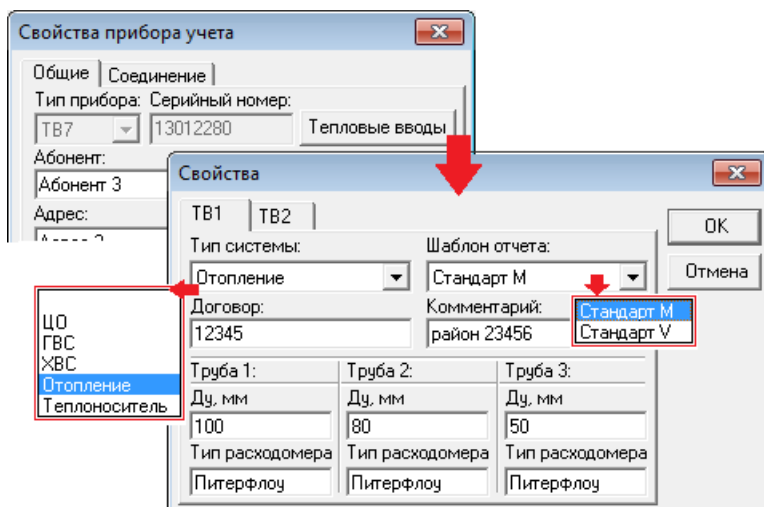 Свойства прибора учета
Общие Соединение
Тип прибора: Серийный номер:
ТВ7 13012280 Тепловые вводы
Абонент:
Абонент 3
Адрес:
Свойства
ТВ1 ТВ2
Тип системы: Шаблон отчета:
Отопление Стандарт М
Договор: Комментарий:
12345 район 23456
Труба 1: Труба 2: Труба 3:
Ду, мм Ду, мм Ду, мм
100 80 50
Тип расходомера Тип расходомера Тип расходомера
Питерфлоу Питерфлоу Питерфлоу
OK
Отмена
ЦО
ГВС
ХВС
Отопление
Теплоноситель
Стандарт М
Стандарт V